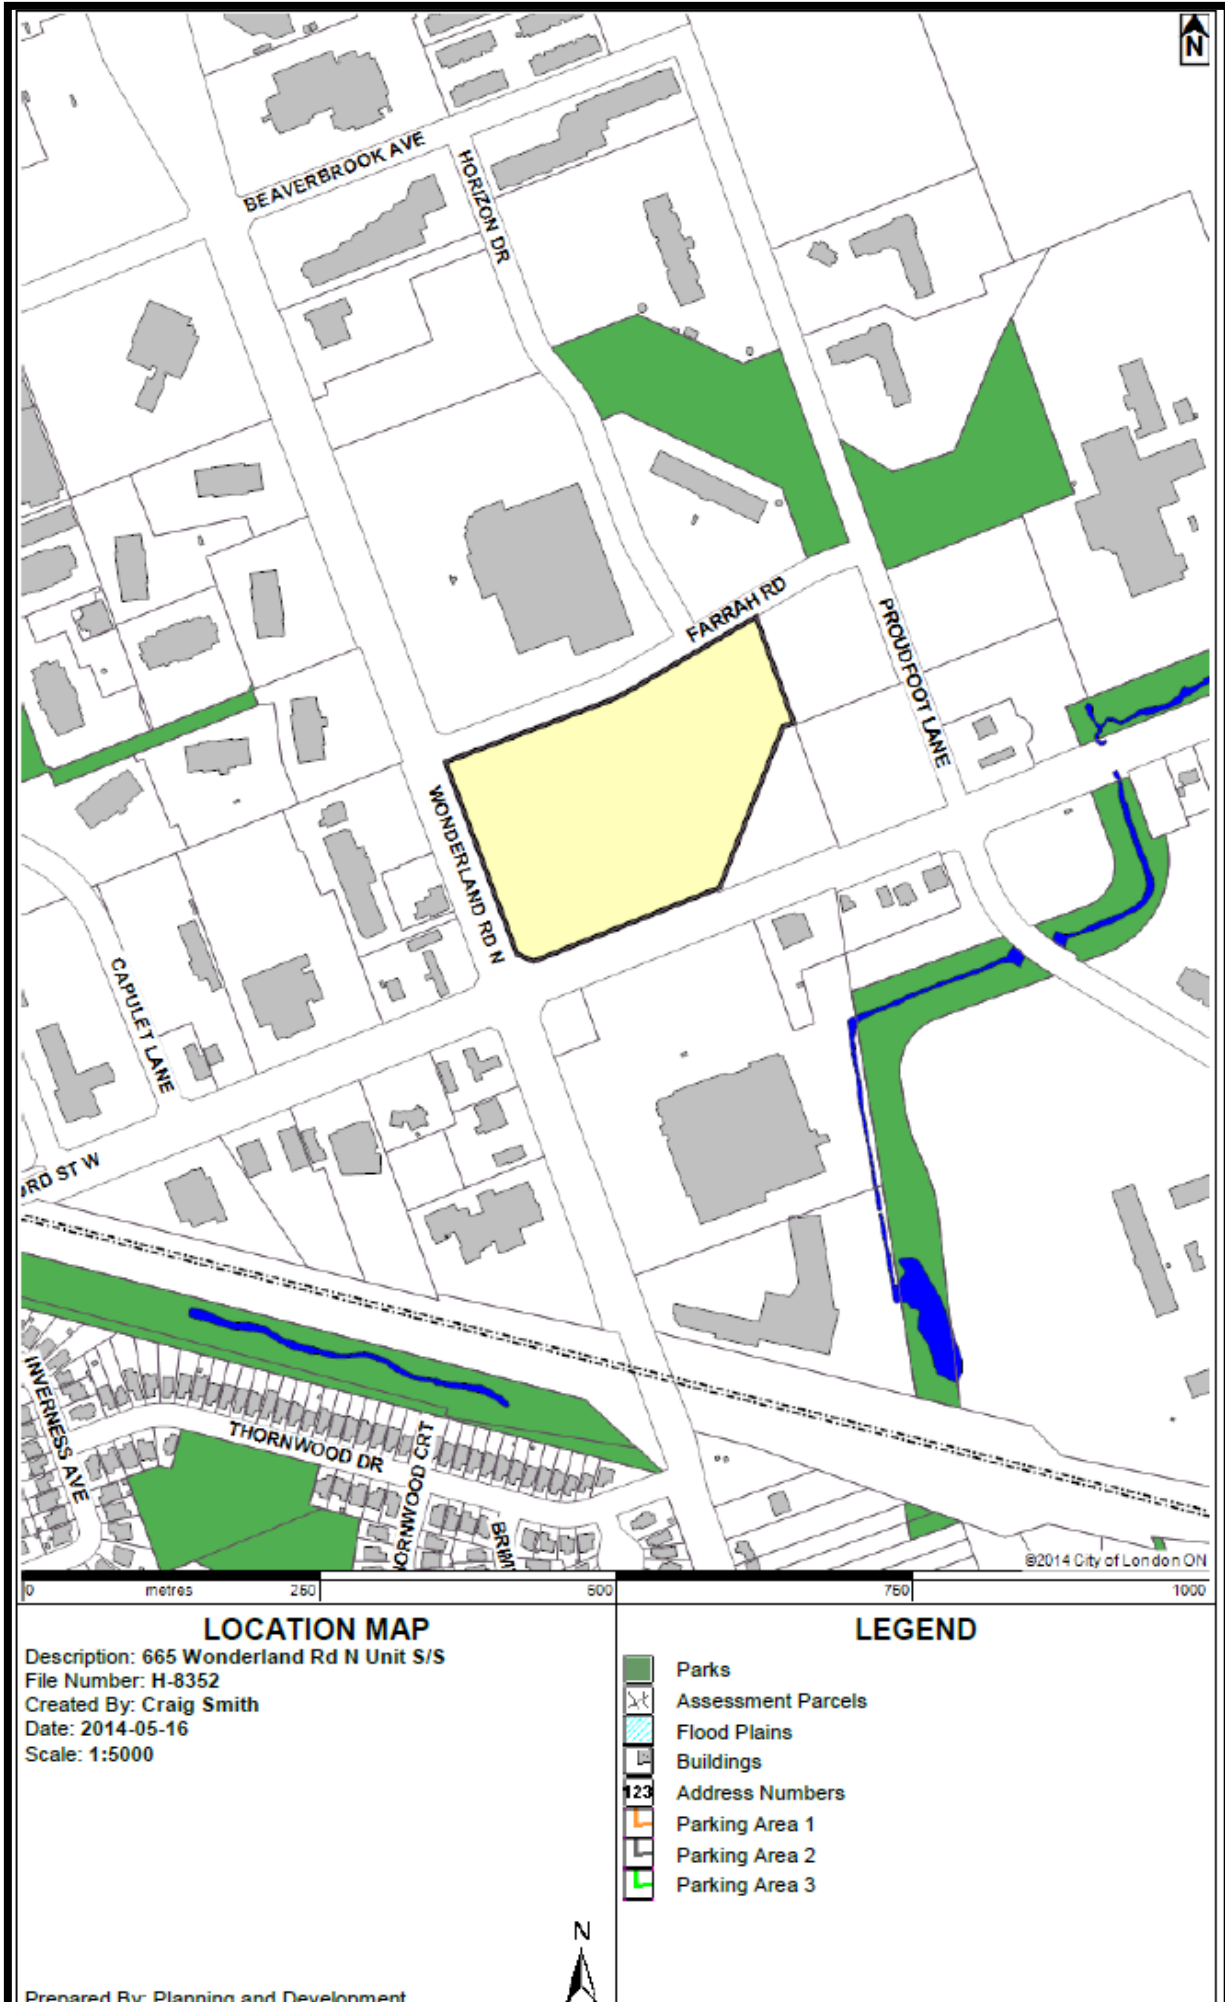 N
BEAVERBROOK AVE
HORIZON DR
FARRAH RD
PROUDFOOT LANE
WONDERLAND RD N
CAPULET LANE
ST W
INVERNESS AVE
THORNWOOD DR
ORNWOOD CRT
©2014 City of London ON
0 metres 250 500 750 1000
LOCATION MAP
Description: 665 Wonderland Rd N Unit S/S
File Number: H-8352
Created By: Craig Smith
Date: 2014-05-16
Scale: 1:5000
N
Prepared By: Planning and Development
LEGEND
Parks
Assessment Parcels
Flood Plains
Buildings
123 Address Numbers
Parking Area 1
Parking Area 2
Parking Area 3